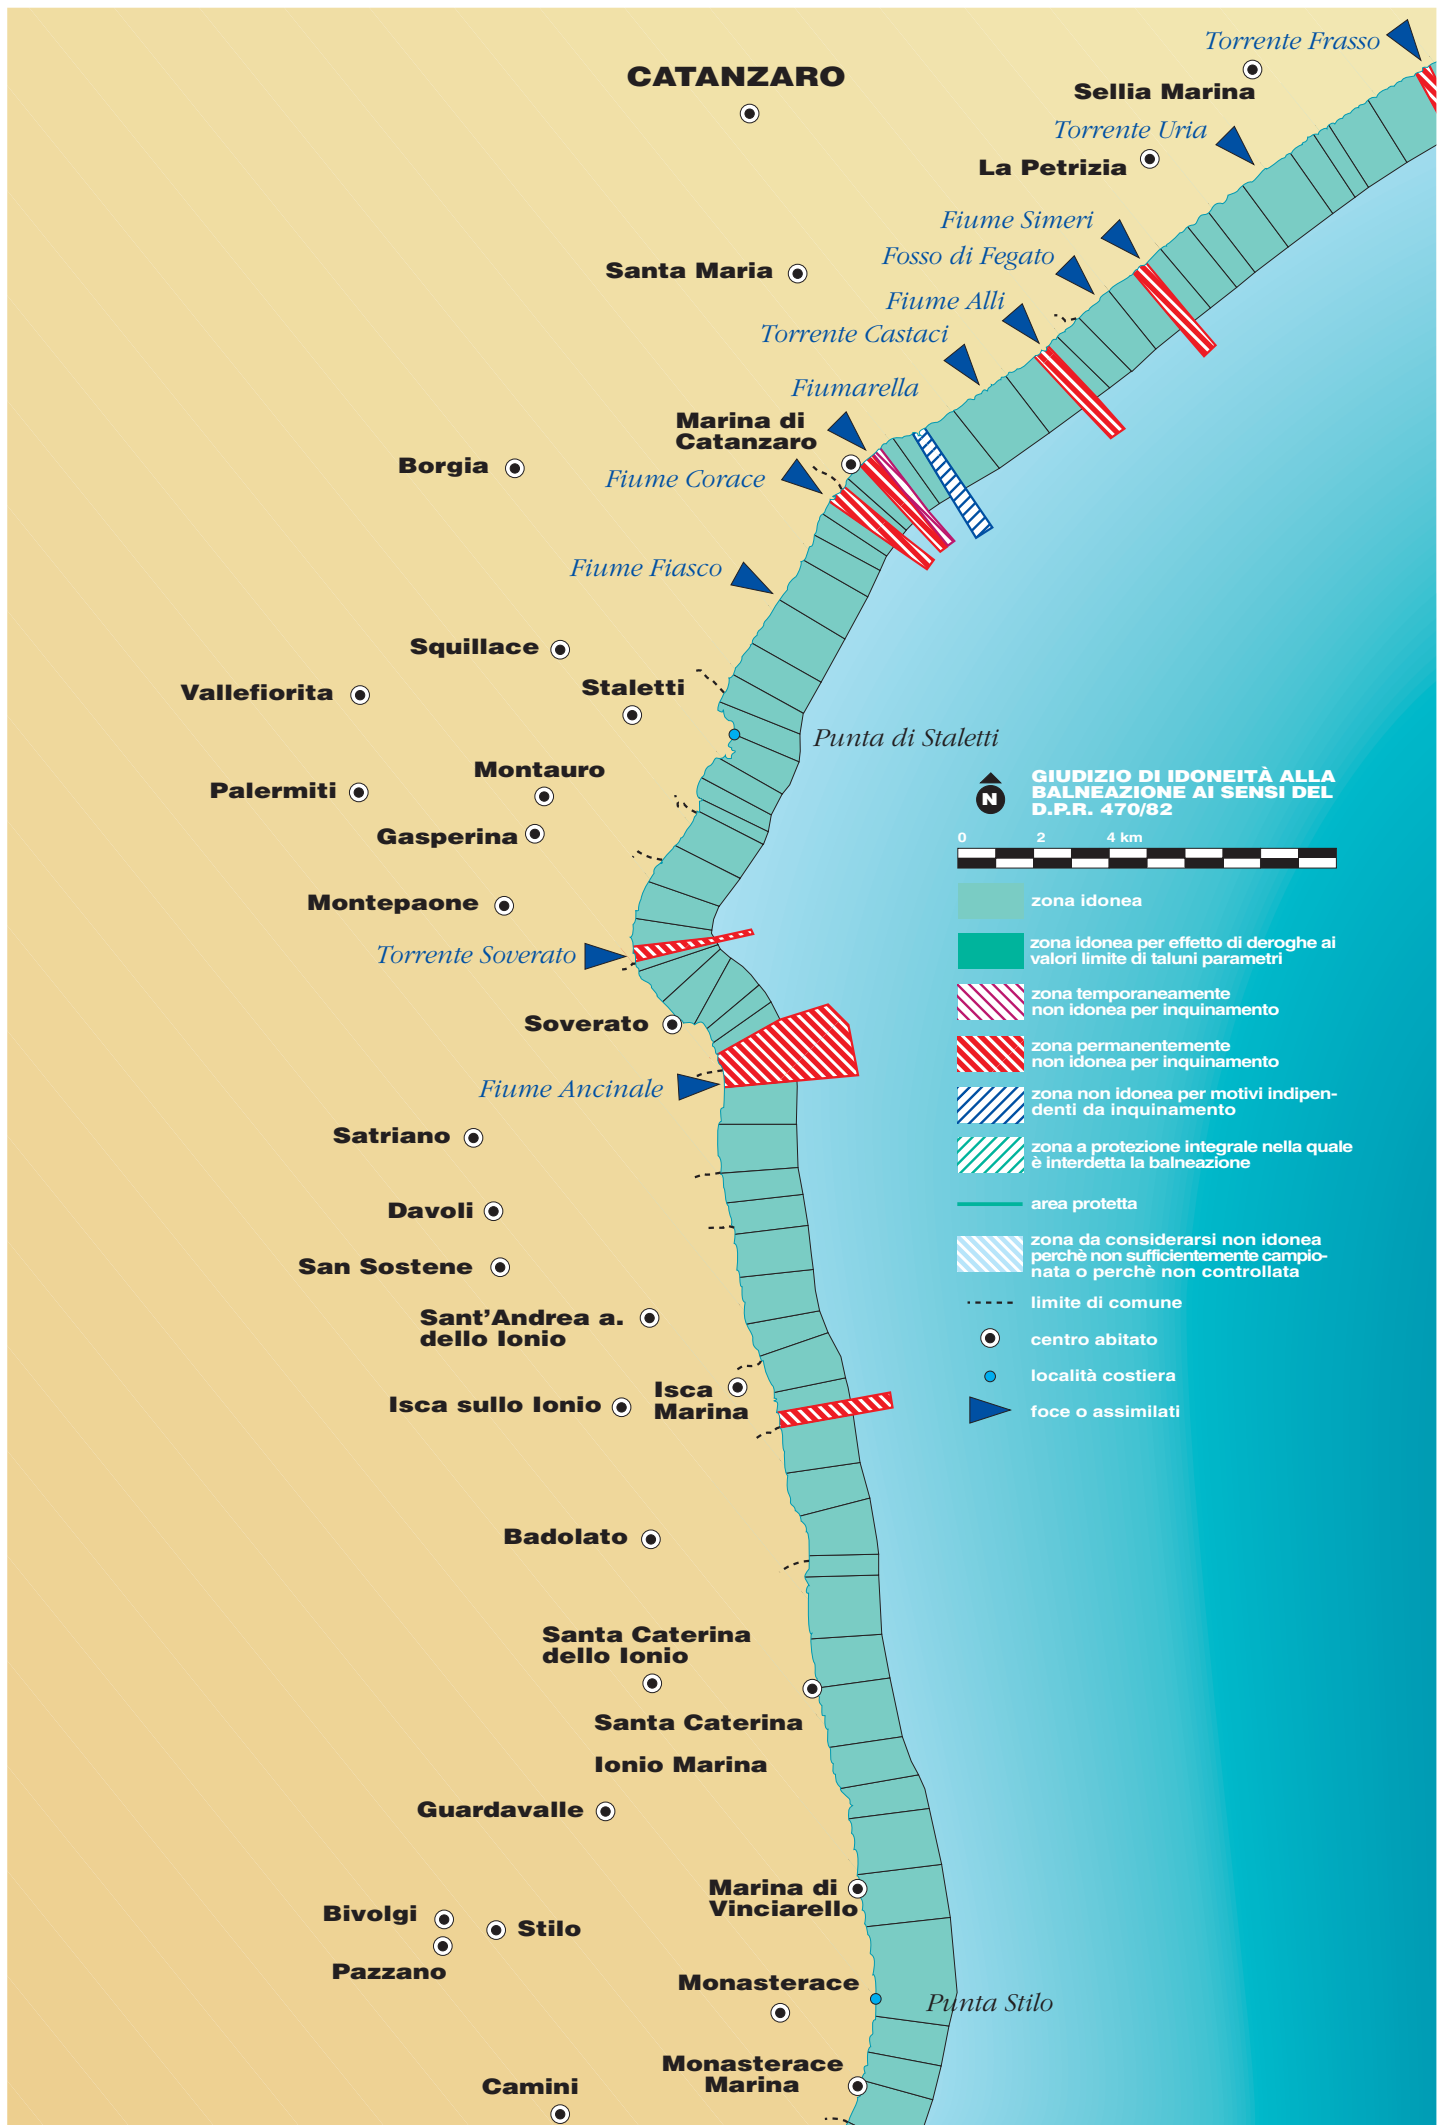 Torrente Frasso
CATANZARO
Sellia Marina
Torrente Uria
La Petrizia
Fiume Simeri
Fosso di Fegato
Santa Maria
Fiume Alli
Torrente Castaci
Fiumarella
Marina di
Catanzaro
Borgia
Fiume Corace
Fiume Fiasco
Squillace
Staletti
Vallefiorita
Punta di Staletti
Montauro
Palermiti
Gasperina
Montepaone
Torrente Soverato
Soverato
Fiume Ancinale
Satriano
Davoli
San Sostene
Sant'Andrea a.
dello Ionio
Isca
Marina
Isca sullo Ionio
Badolato
Santa Caterina
dello Ionio
Santa Caterina
Ionio Marina
Guardavalle
Marina di
Vinciarello
Bivolgi
Stilo
Pazzano
Monasterace
Punta Stilo
Monasterace
Marina
Camini
N
GIUDIZIO DI IDONEITÀ ALLA
BALNEAZIONE AI SENSI DEL
D.P.R. 470/82
0 2 4 km
zona idonea
zona idonea per effetto di deroghe ai
valori limite di taluni parametri
zona temporaneamente
non idonea per inquinamento
zona permanentemente
non idonea per inquinamento
zona non idonea per motivi indipen-
denti da inquinamento
zona a protezione integrale nella quale
è interdetta la balneazione
area protetta
zona da considerarsi non idonea
perchè non sufficientemente campio-
nata o perchè non controllata
limite di comune
centro abitato
località costiera
foce o assimilati